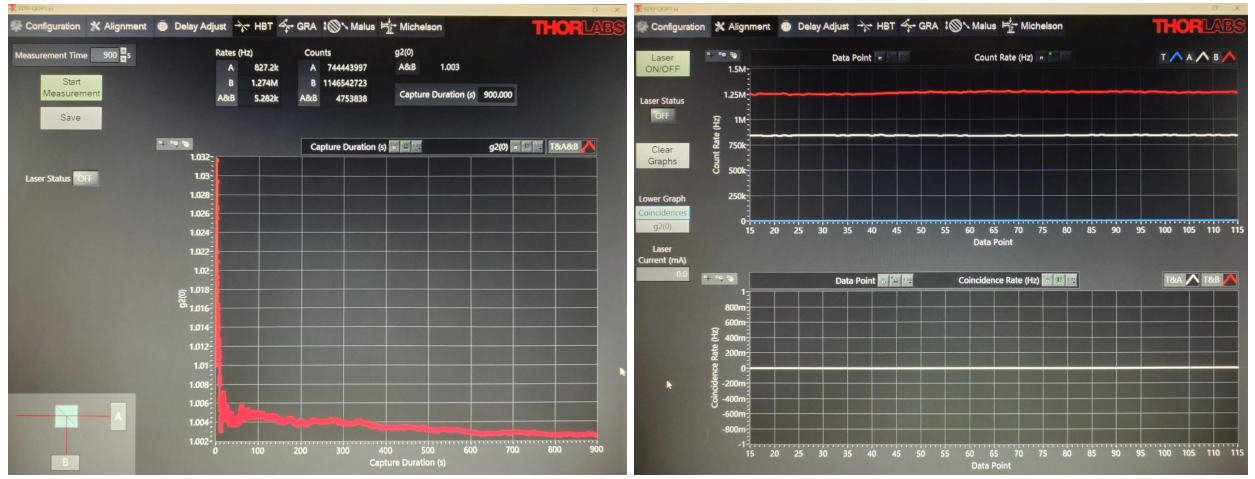 EDU-QOP1.vi
Configuration Alignment Delay Adjust HBT GRA Malus Michelson THORLABS
Measurement Time 900 s
Start
Measurement
Save
Laser Status OFF
Rates (Hz) Counts g2(0)
A 827.2k A 744443997 A&B 1.003
B 1.274M B 1146542723
A&B 5.282k A&B 4753838
Capture Duration (s) 900.000
Capture Duration (s) g2(0) T&A&B
1.032
1.03
1.028
1.026
1.024
1.022
1.02
1.018
1.016
1.014
1.012
1.01
1.008
1.006
1.004
1.002
g2(0)
0 100 200 300 400 500 600 700 800 900
Capture Duration (s)
A
B
Configuration Alignment Delay Adjust HBT GRA Malus Michelson THORLABS
Laser
ON/OFF
Laser Status
OFF
Clear
Graphs
Lower Graph
Coincidences
g2(0)
Laser
Current (mA)
0.0
Data Point Count Rate (Hz) T A B
1.5M
1.25M
1M
750k
500k
250k
0
Count Rate (Hz)
15 20 25 30 35 40 45 50 55 60 65 70 75 80 85 90 95 100 105 110 115
Data Point
Data Point Coincidence Rate (Hz) T&A T&B
1
800m
600m
400m
200m
0
-200m
-400m
-600m
-800m
-1
Coincidence Rate (Hz)
15 20 25 30 35 40 45 50 55 60 65 70 75 80 85 90 95 100 105 110 115
Data Point